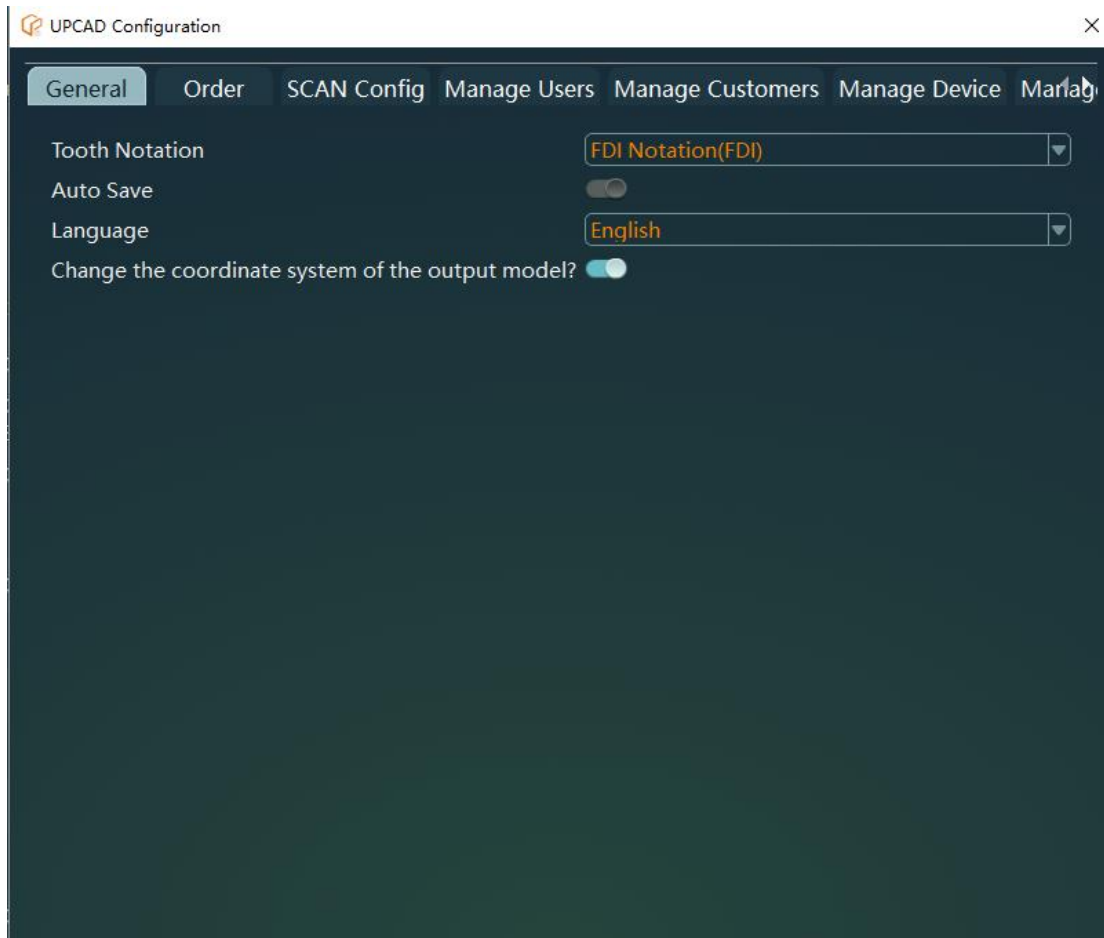 UPCAD Configuration
General Order SCAN Config Manage Users Manage Customers Manage Device
Tooth Notation FDI Notation(FDI)
Auto Save
Language English
Change the coordinate system of the output model?